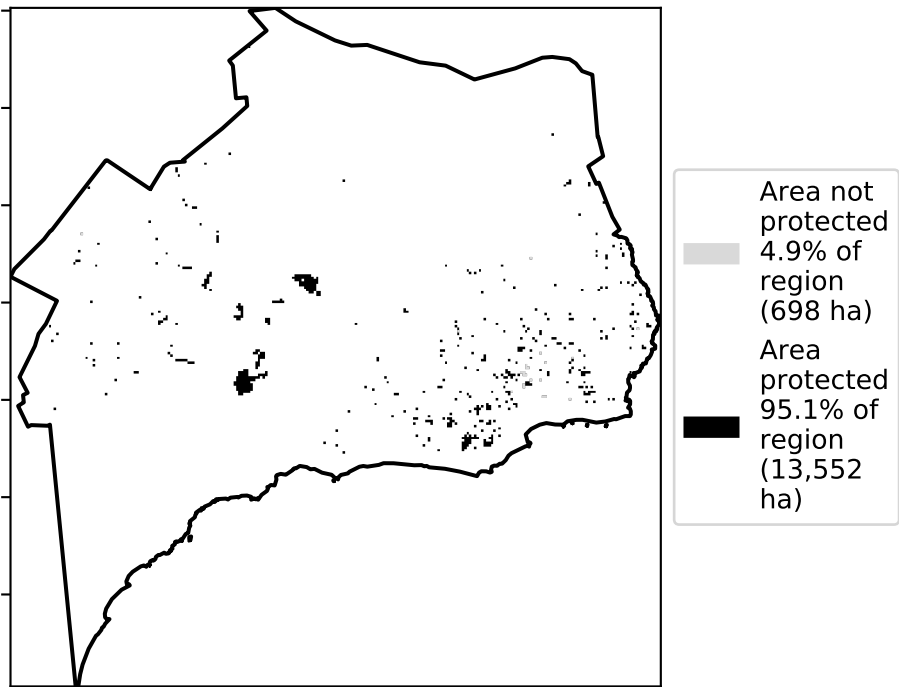 Area not
protected
4.9% of
region
(698 ha)
Area
protected
95.1% of
region
(13,552
ha)